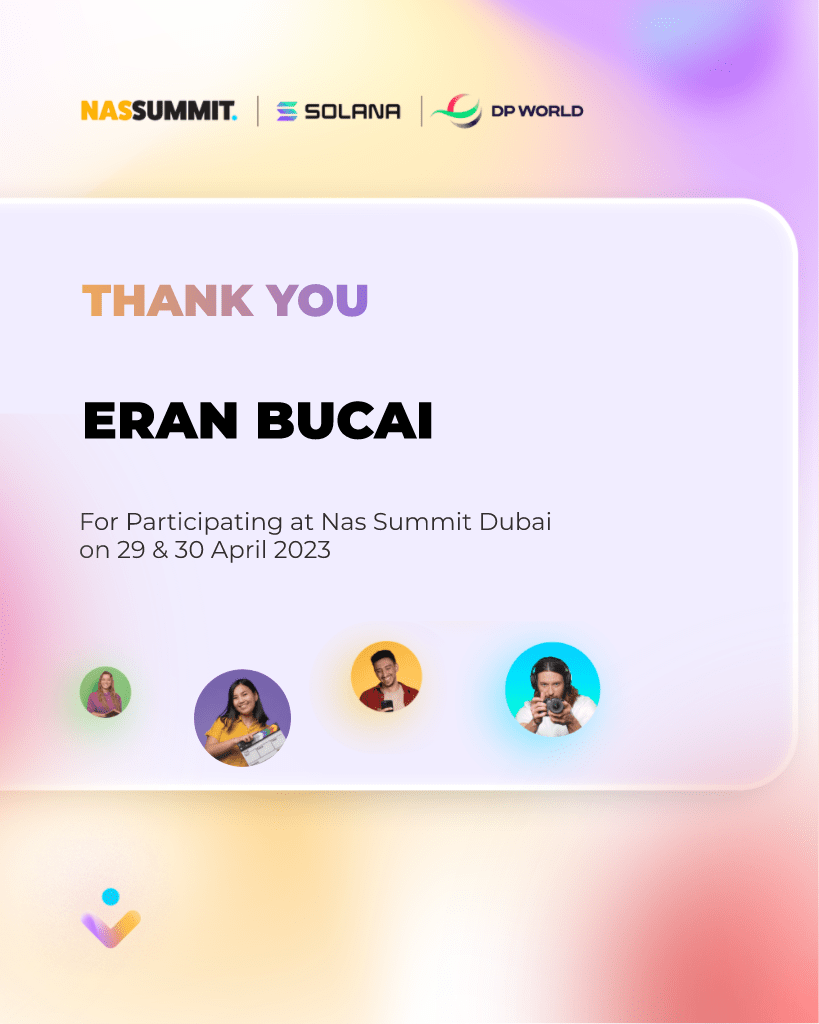 NASSUMMIT. | SOLANA | DP WORLD
THANK YOU
ERAN BUCAI
For Participating at Nas Summit Dubai
on 29 & 30 April 2023